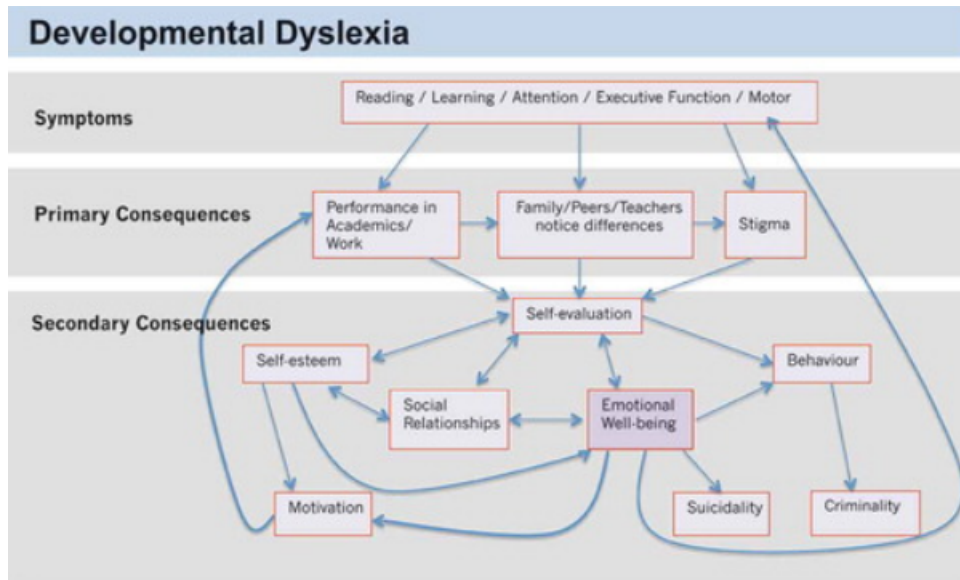 Developmental Dyslexia
Symptoms
Reading / Learning / Attention / Executive Function / Motor
Primary Consequences
Performance in
Academics/
Work
Family/Peers/Teachers
notice differences
Stigma
Secondary Consequences
Self-evaluation
Self-esteem
Behaviour
Social
Relationships
Emotional
Well-being
Motivation
Suicidality
Criminality